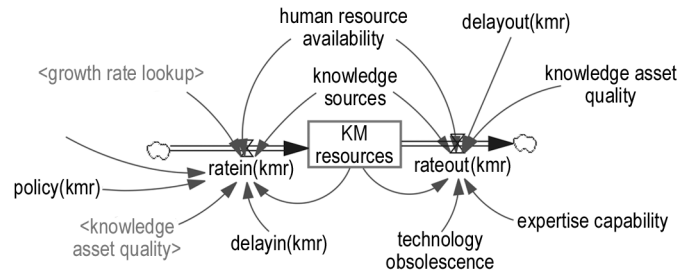 human resource
availability
delayout(kmr)
<growth rate lookup>
knowledge
sources
knowledge asset
quality
KM
resources
ratein(kmr)
rateout(kmr)
policy(kmr)
<knowledge
asset quality>
delayin(kmr)
technology
obsolescence
expertise capability